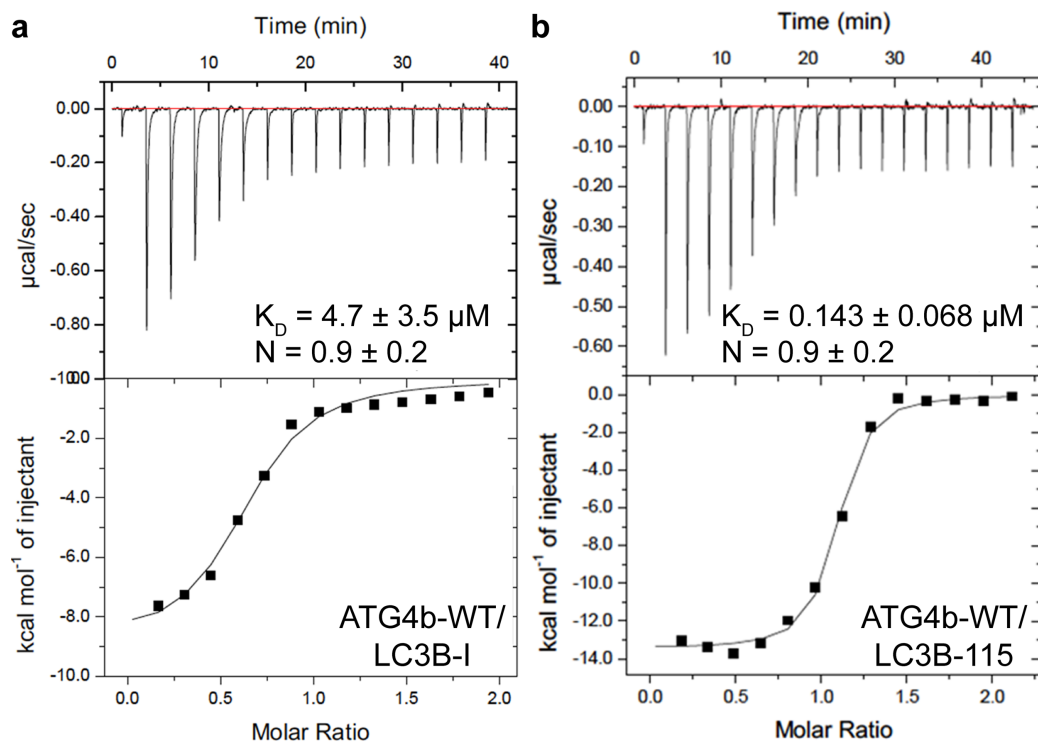 a
Time (min)
0 10 20 30 40
0.00
-0.20
-0.40
-0.60
-0.80
µcal/sec
K_D = 4.7 ± 3.5 µM
N = 0.9 ± 0.2
-2.0
-4.0
-6.0
-8.0
-10.0
kcal mol⁻¹ of injectant
ATG4b-WT/
LC3B-I
0.0 0.5 1.0 1.5 2.0
Molar Ratio
b
Time (min)
0 10 20 30 40
0.00
-0.10
-0.20
-0.30
-0.40
-0.50
-0.60
µcal/sec
K_D = 0.143 ± 0.068 µM
N = 0.9 ± 0.2
0.0
-2.0
-4.0
-6.0
-8.0
-10.0
-12.0
-14.0
kcal mol⁻¹ of injectant
ATG4b-WT/
LC3B-115
0.0 0.5 1.0 1.5 2.0
Molar Ratio